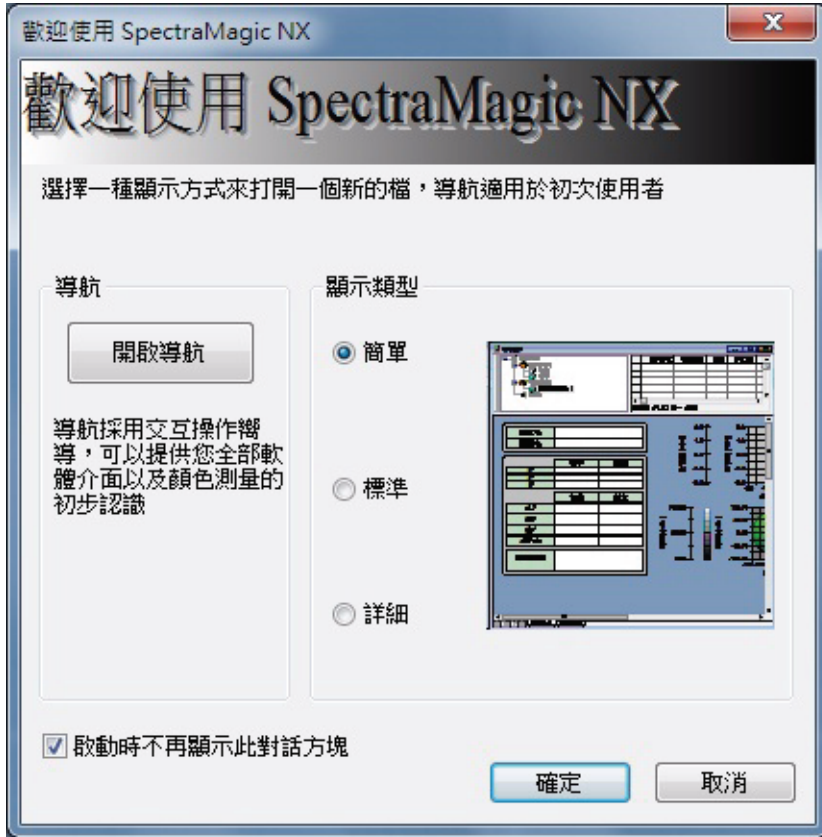 歡迎使用 SpectraMagic NX
歡迎使用 SpectraMagic NX
選擇一種顯示方式來打開一個新的檔，導航適用於初次使用者
導航
開啟導航
導航採用交互操作嚮
導，可以提供您全部軟
體介面以及顏色測量的
初步認識
顯示類型
簡單
標準
詳細
啟動時不再顯示此對話方塊
確定
取消